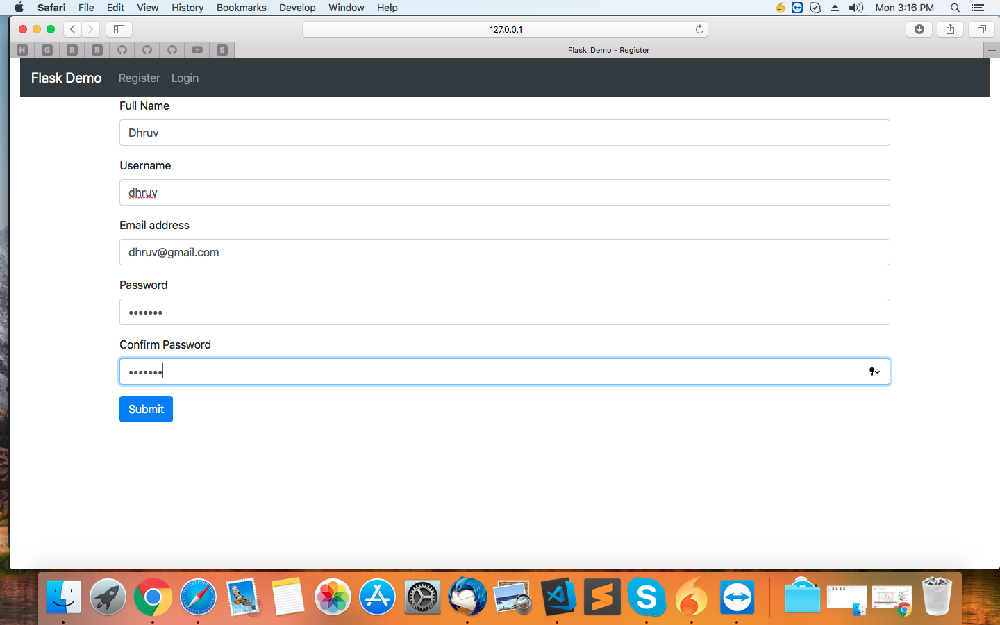 Safari File Edit View History Bookmarks Develop Window Help Mon 3:16 PM
127.0.0.1
H G R R S Flask_Demo - Register
Flask Demo Register Login
Full Name
Dhruv
Username
dhruv
Email address
dhruv@gmail.com
Password
•••••••
Confirm Password
•••••••
Submit